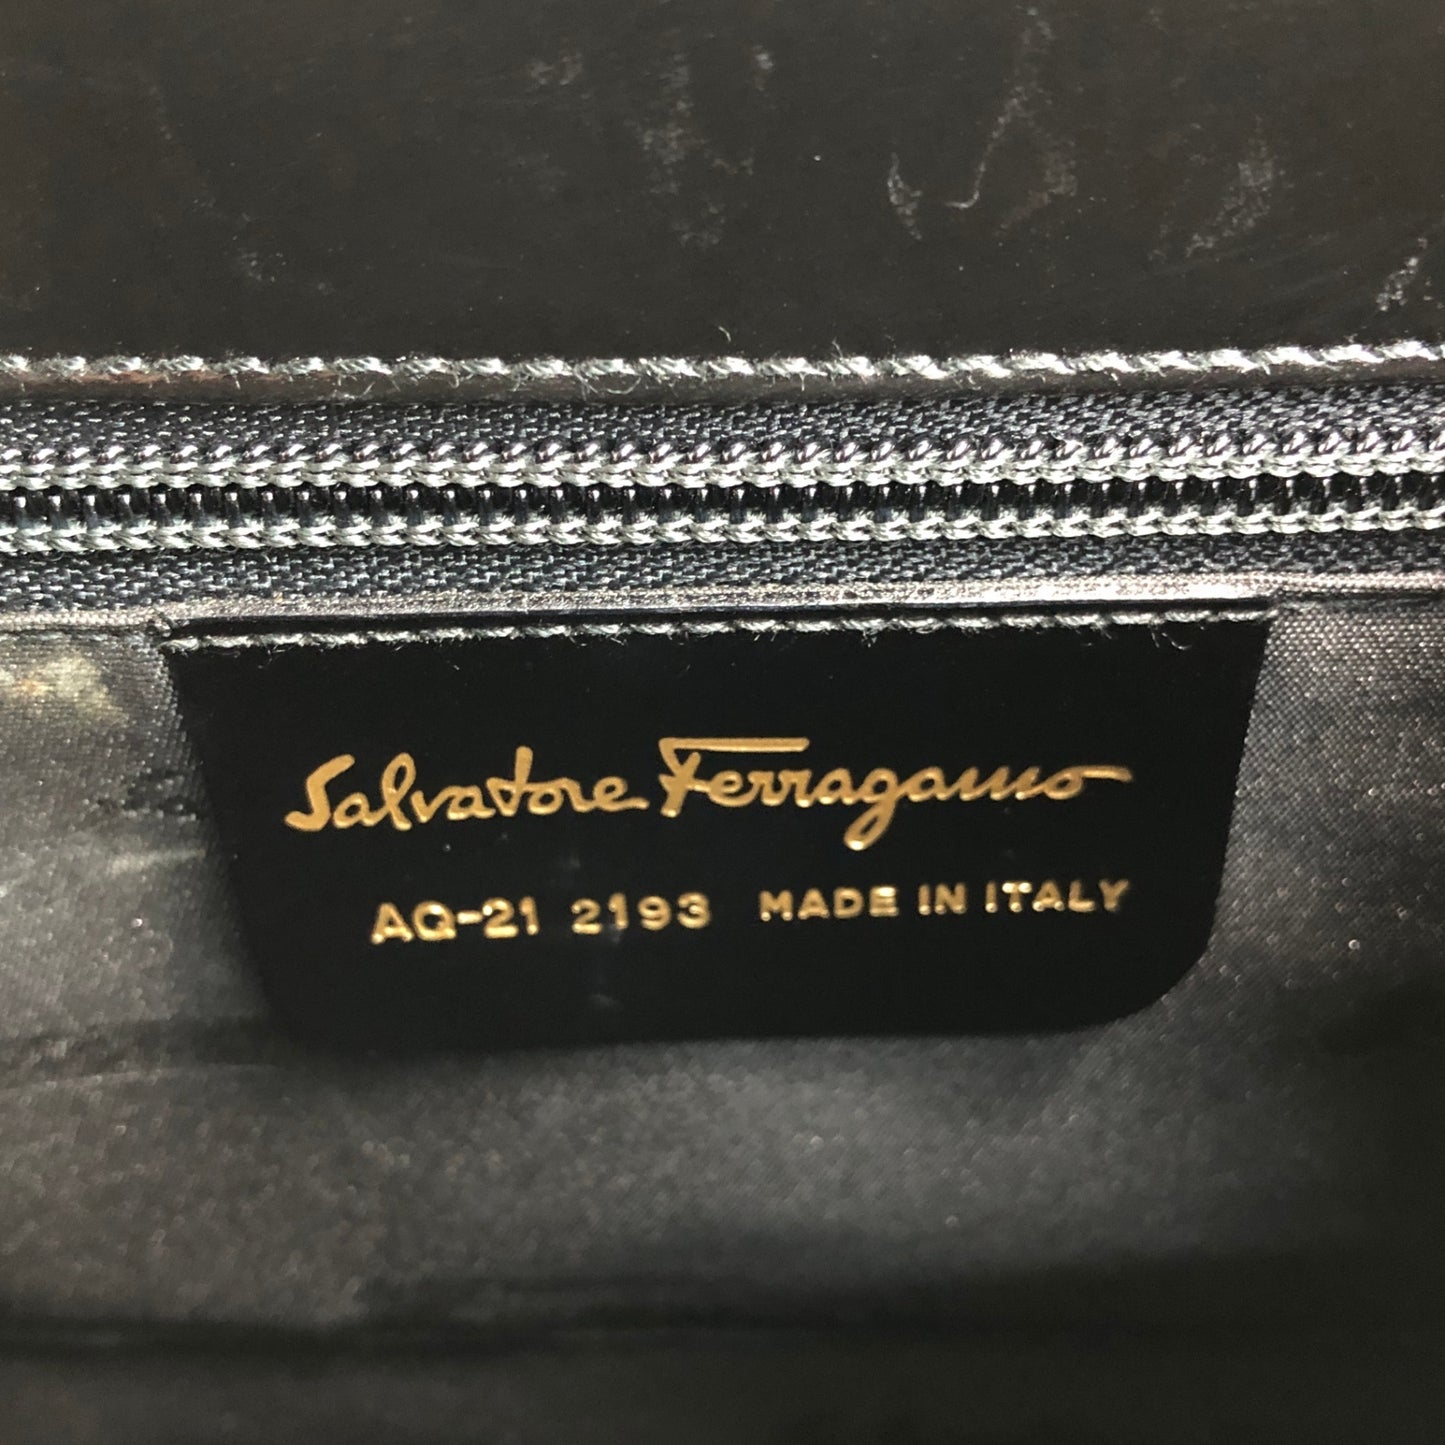 Salvatore Ferragamo
AQ-21 2193 MADE IN ITALY